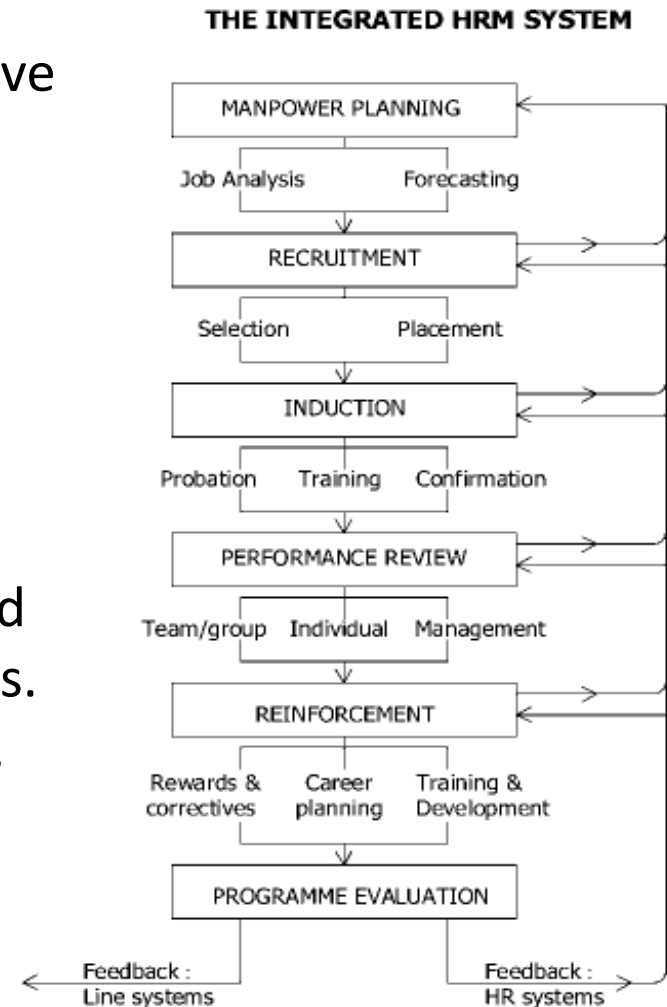 THE INTEGRATED HRM SYSTEM
ve
MANPOWER PLANNING
Job Analysis Forecasting
RECRUITMENT
Selection Placement
INDUCTION
Probation Training Confirmation
PERFORMANCE REVIEW
d
Team/group Individual Management
s.
REINFORCEMENT
Rewards & Career Training &
correctives planning Development
PROGRAMME EVALUATION
Feedback : Feedback :
Line systems HR systems